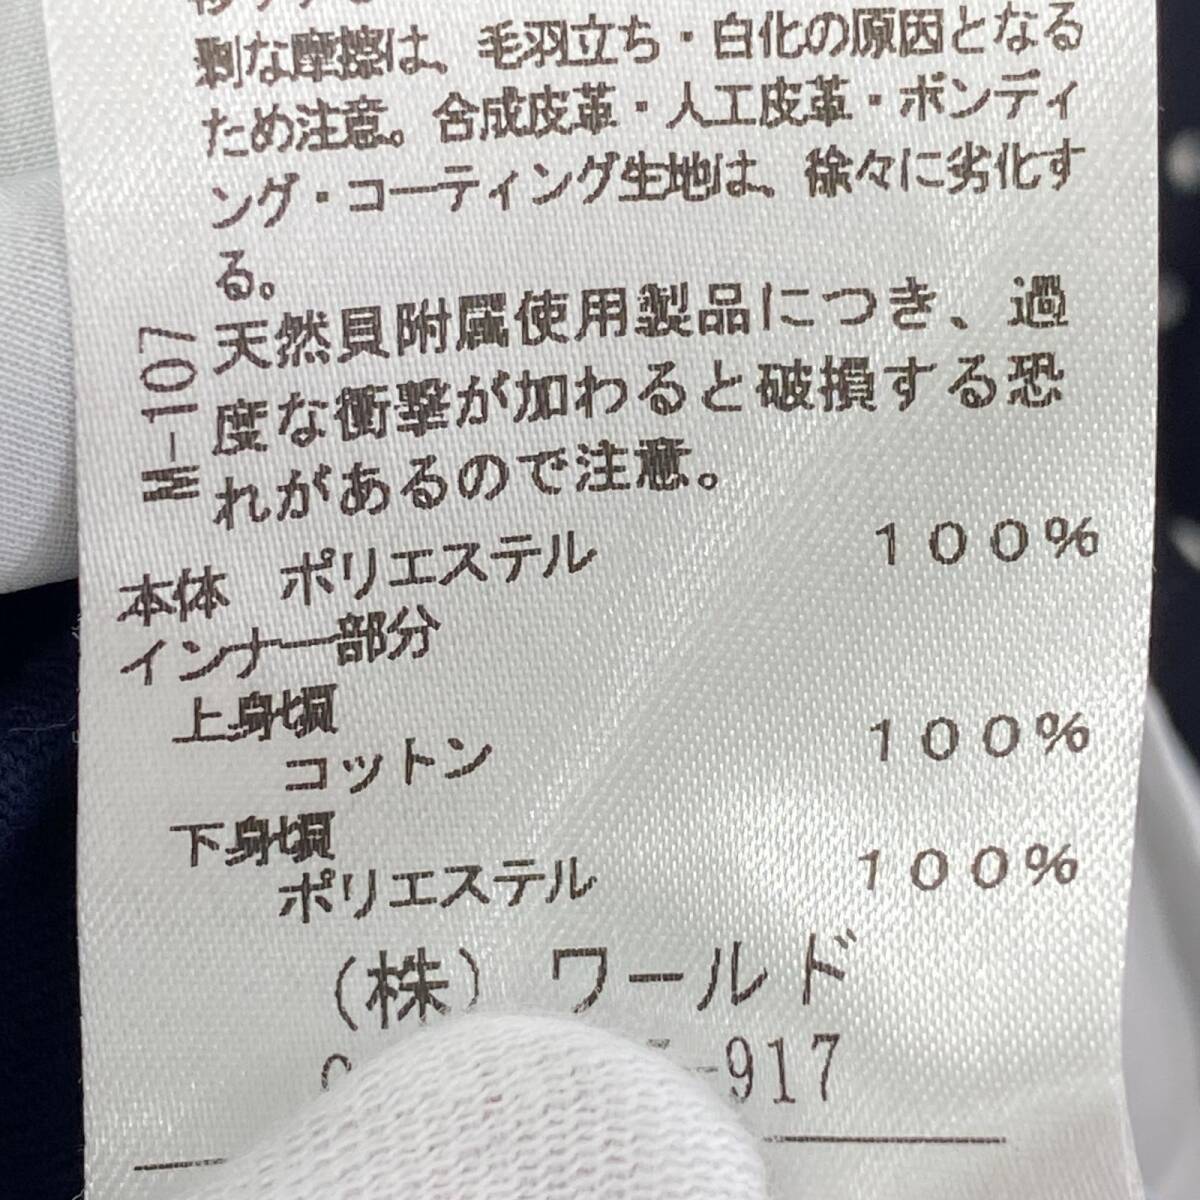 剰な摩擦は、毛羽立ち・白化の原因となる
ため注意。合成皮革・人工皮革・ボンディ
ング・コーティング生地は、徐々に劣化す
る。
天然貝附属使用製品につき、過
度な衝撃が加わると破損する恐
れがあるので注意。
M-107
本体 ポリエステル 100%
インナー部分
上身頃
コットン 100%
下身頃
ポリエステル 100%
(株) ワールド
-917